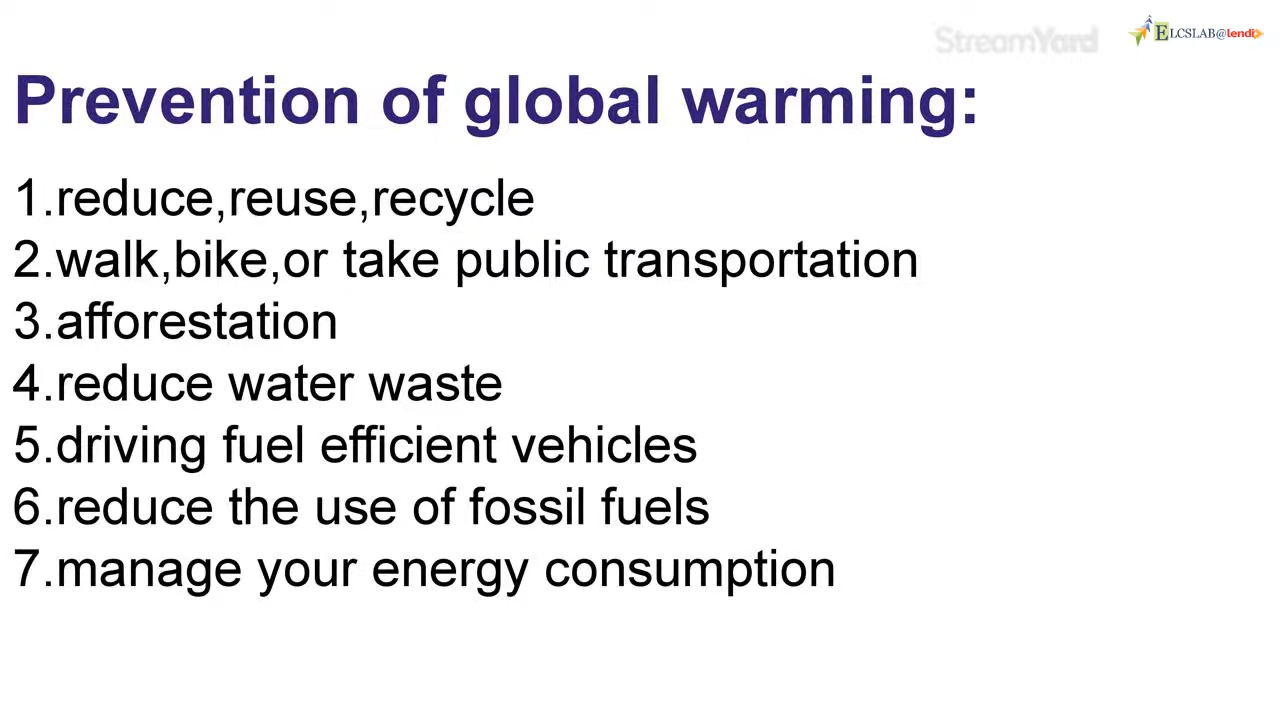 StreamYard
ELCSLAB@lendi
Prevention of global warming:
1.reduce,reuse,recycle
2.walk,bike,or take public transportation
3.afforestation
4.reduce water waste
5.driving fuel efficient vehicles
6.reduce the use of fossil fuels
7.manage your energy consumption